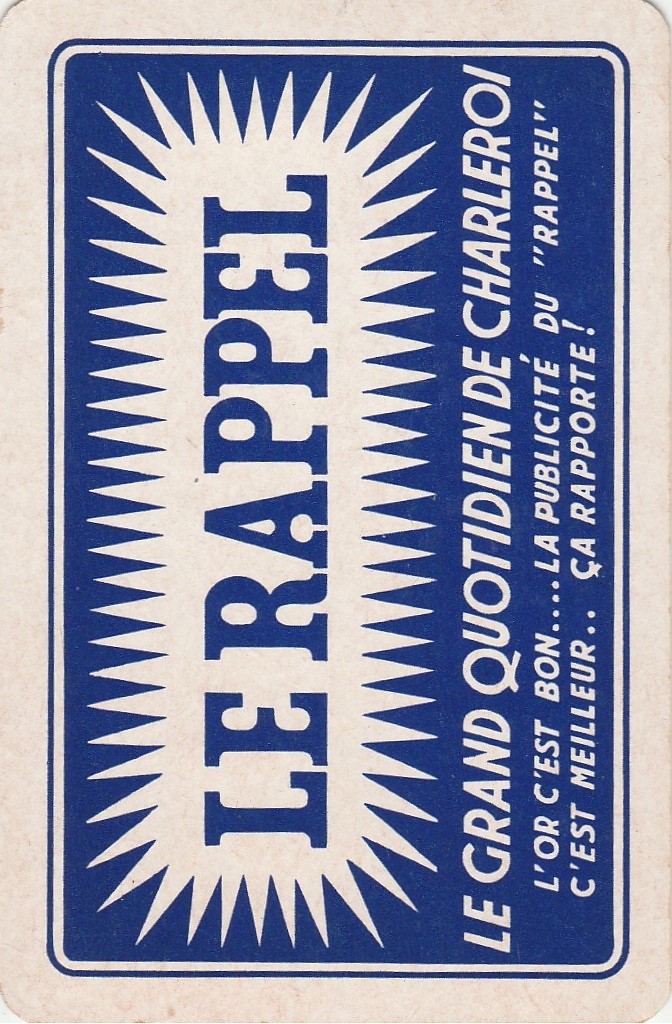 LE RAPPEL
LE GRAND QUOTIDIEN DE CHARLEROI
L'OR C'EST BON....LA PUBLICITÉ DU "RAPPEL"
C'EST MEILLEUR.. ÇA RAPPORTE!